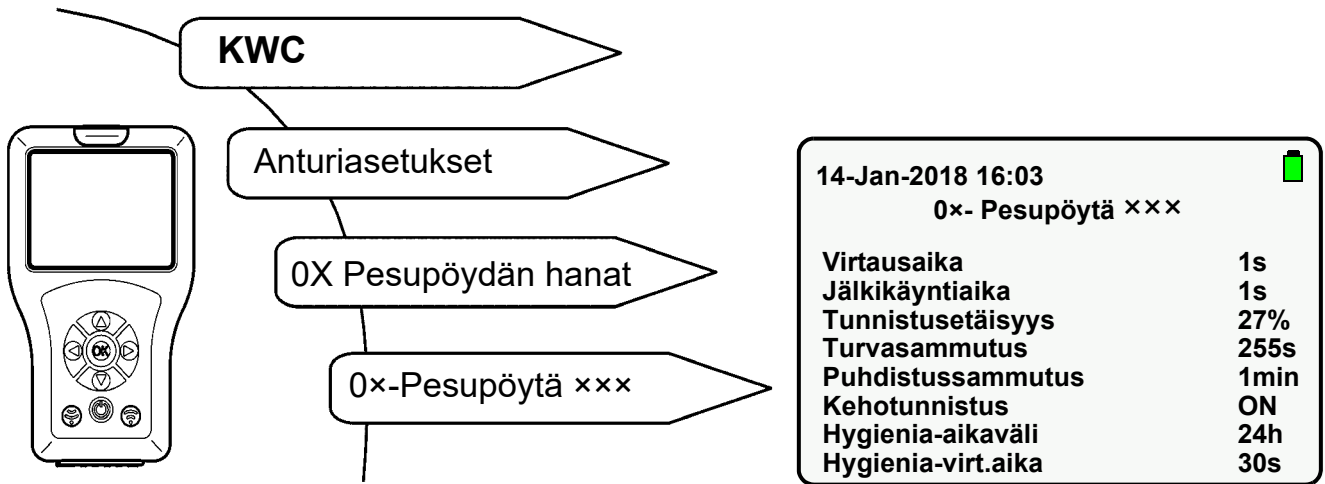 KWC
Anturiasetukset
0X Pesupöydän hanat
0×-Pesupöytä ×××
OK
14-Jan-2018 16:03
0×- Pesupöytä ×××
Virtausaika 1s
Jälkikäyntiaika 1s
Tunnistusetäisyys 27%
Turvasammutus 255s
Puhdistussammutus 1min
Kehotunnistus ON
Hygienia-aikaväli 24h
Hygienia-virt.aika 30s